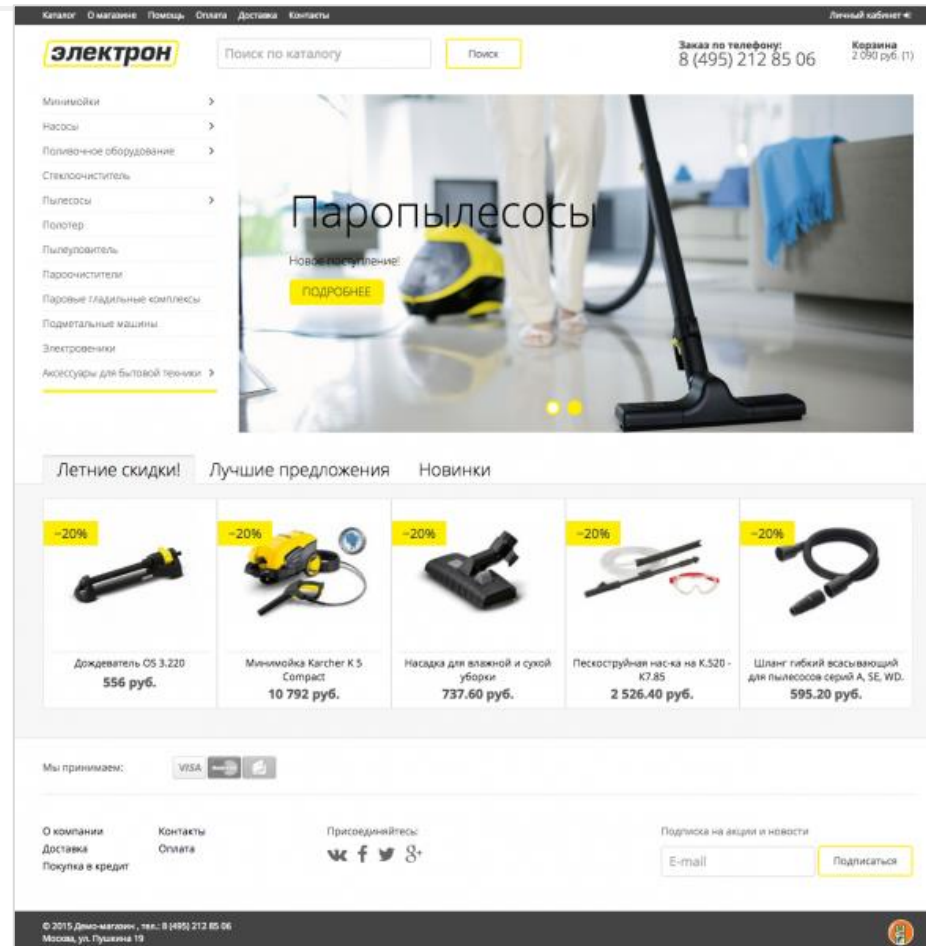 Каталог О магазине Помощь Оплата Доставка Контакты Личный кабинет
электрон
Поиск по каталогу
Поиск
Заказ по телефону:
8 (495) 212 85 06
Корзина
2 090 руб. (1)
Минимойки
Насосы
Поливочное оборудование
Стеклоочиститель
Пылесосы
Полотер
Пылеуловитель
Пароочистители
Паровые гладильные комплексы
Подметальные машины
Электровеники
Аксессуары для бытовой техники
Паропылесосы
Новое поступление!
ПОДРОБНЕЕ
Летние скидки! Лучшие предложения Новинки
−20% −20% −20% −20% −20%
Дождеватель OS 3.220
556 руб.
Минимойка Karcher K 5
Compact
10 792 руб.
Насадка для влажной и сухой
уборки
737.60 руб.
Пескоструйная нас-ка на K.520 -
K7.85
2 526.40 руб.
Шланг гибкий всасывающий
для пылесосов серий A, SE, WD.
595.20 руб.
Мы принимаем:
VISA
О компании
Доставка
Покупка в кредит
Контакты
Оплата
Присоединяйтесь:
Подписка на акции и новости
E-mail
Подписаться
© 2015 Демо-магазин , тел.: 8 (495) 212 85 06
Москва, ул. Пушкина 19